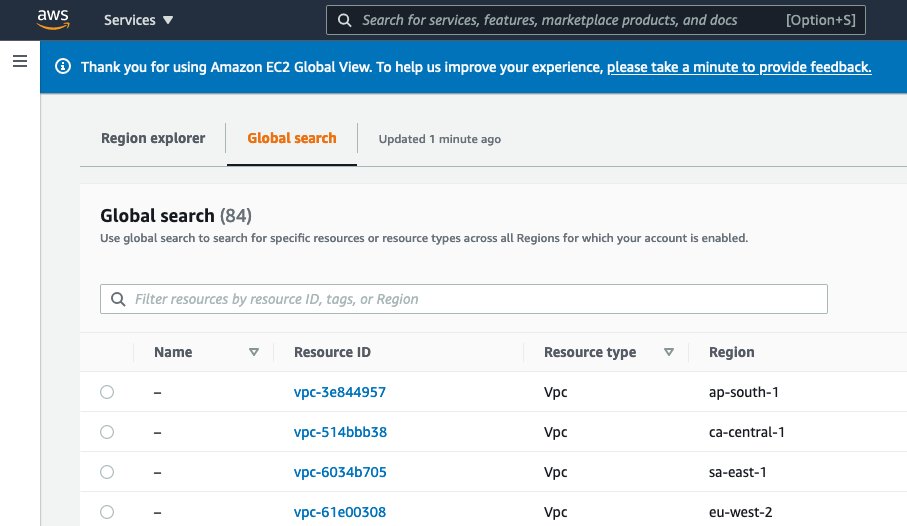 aws Services ▼ Search for services, features, marketplace products, and docs [Option+S]
Thank you for using Amazon EC2 Global View. To help us improve your experience, please take a minute to provide feedback.
Region explorer Global search Updated 1 minute ago
Global search (84)
Use global search to search for specific resources or resource types across all Regions for which your account is enabled.
Filter resources by resource ID, tags, or Region
Name Resource ID Resource type Region
– vpc-3e844957 Vpc ap-south-1
– vpc-514bbb38 Vpc ca-central-1
– vpc-6034b705 Vpc sa-east-1
– vpc-61e00308 Vpc eu-west-2